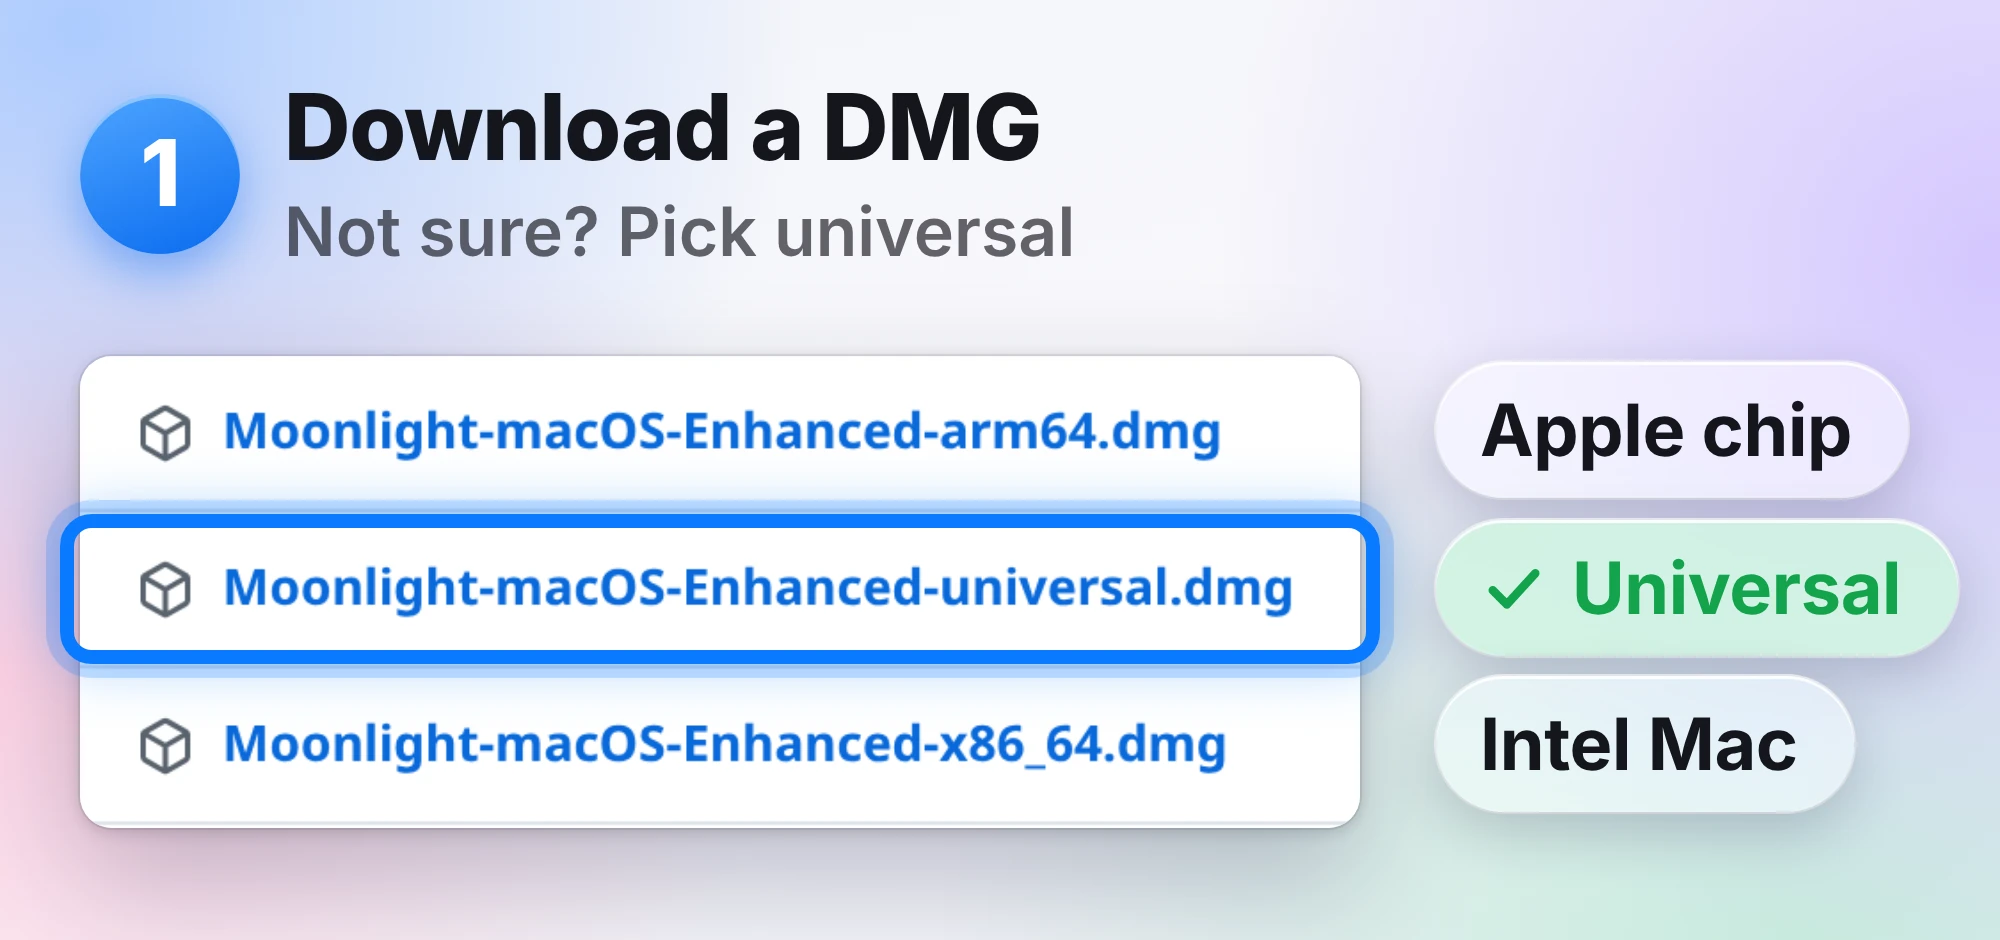 1
Download a DMG
Not sure? Pick universal
Moonlight-macOS-Enhanced-arm64.dmg
Apple chip
Moonlight-macOS-Enhanced-universal.dmg
✓ Universal
Moonlight-macOS-Enhanced-x86_64.dmg
Intel Mac